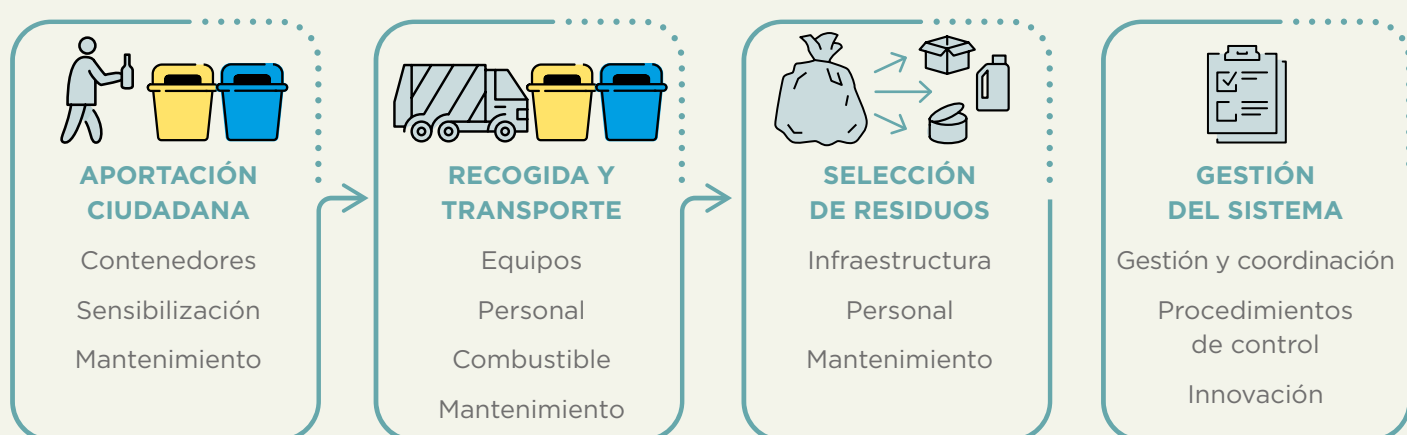 APORTACIÓN
CIUDADANA
Contenedores
Sensibilización
Mantenimiento
RECOGIDA Y
TRANSPORTE
Equipos
Personal
Combustible
Mantenimiento
SELECCIÓN
DE RESIDUOS
Infraestructura
Personal
Mantenimiento
GESTIÓN
DEL SISTEMA
Gestión y coordinación
Procedimientos
de control
Innovación